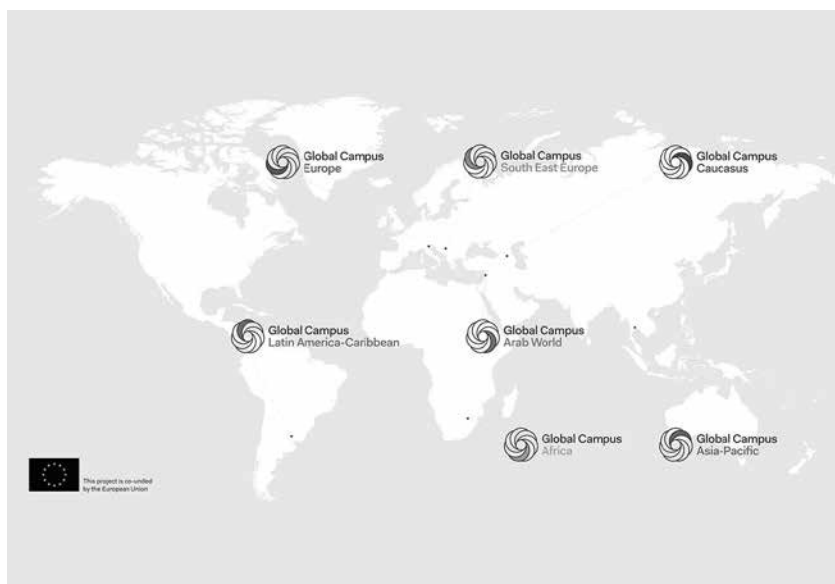 Global Campus
Europe
Global Campus
South East Europe
Global Campus
Caucasus
Global Campus
Latin America-Caribbean
Global Campus
Arab World
Global Campus
Africa
Global Campus
Asia-Pacific
This project is co-unded
by the European Union